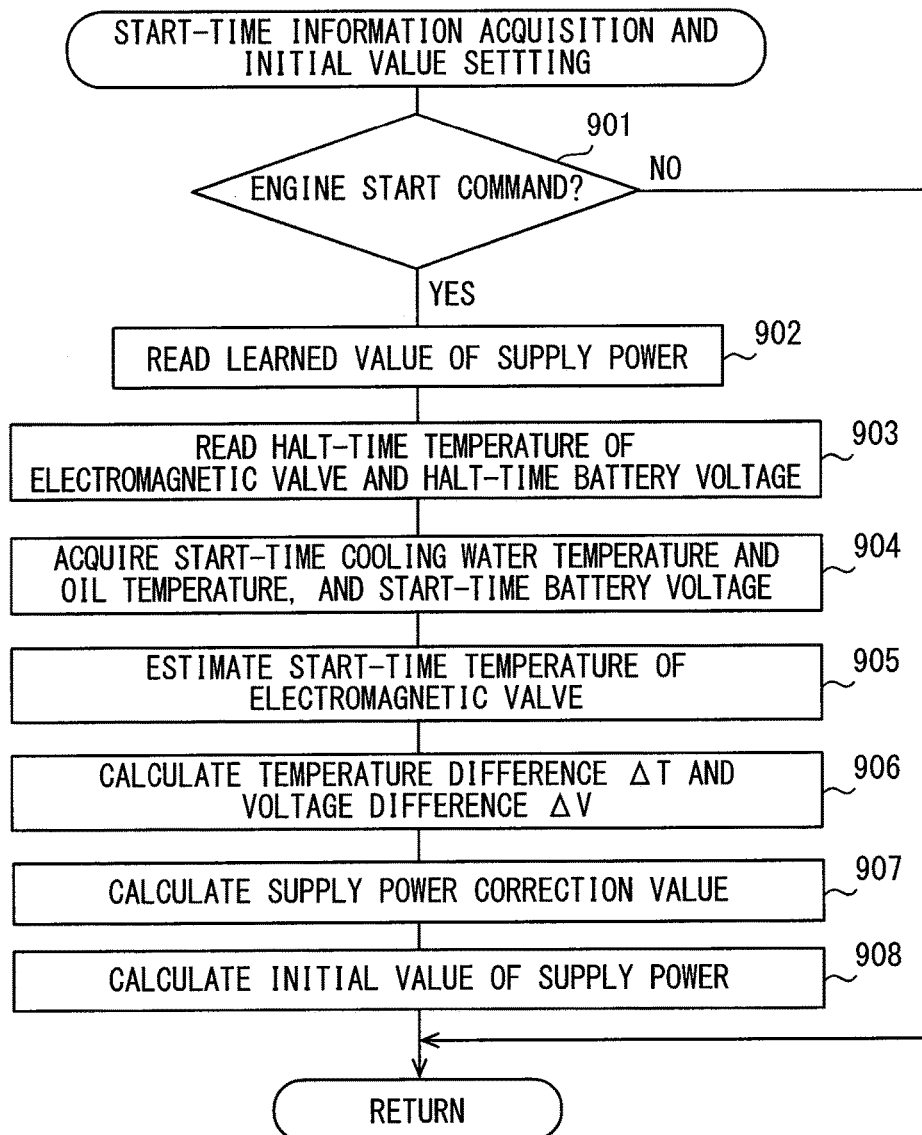 START-TIME INFORMATION ACQUISITION AND
INITIAL VALUE SETTTING
901
ENGINE START COMMAND?
NO
YES
902
READ LEARNED VALUE OF SUPPLY POWER
903
READ HALT-TIME TEMPERATURE OF
ELECTROMAGNETIC VALVE AND HALT-TIME BATTERY VOLTAGE
904
ACQUIRE START-TIME COOLING WATER TEMPERATURE AND
OIL TEMPERATURE, AND START-TIME BATTERY VOLTAGE
905
ESTIMATE START-TIME TEMPERATURE OF
ELECTROMAGNETIC VALVE
906
CALCULATE TEMPERATURE DIFFERENCE ΔT AND
VOLTAGE DIFFERENCE ΔV
907
CALCULATE SUPPLY POWER CORRECTION VALUE
908
CALCULATE INITIAL VALUE OF SUPPLY POWER
RETURN